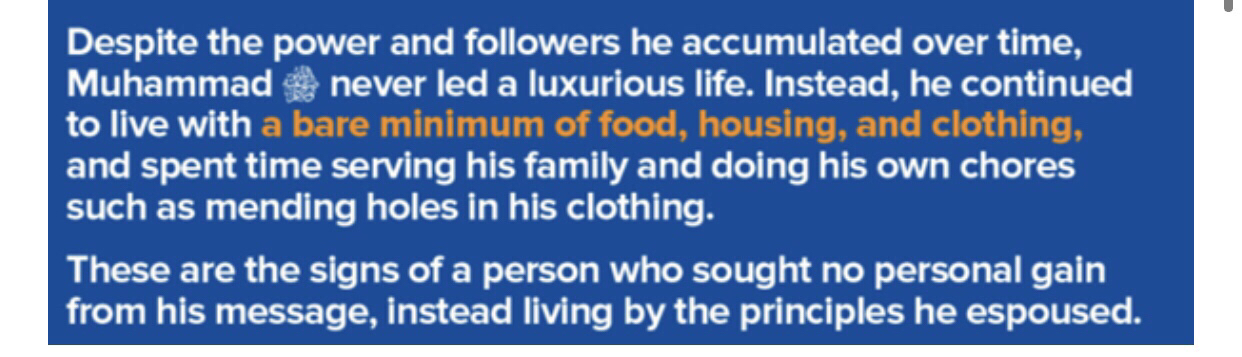 Despite the power and followers he accumulated over time,
Muhammad ﷺ never led a luxurious life. Instead, he continued
to live with a bare minimum of food, housing, and clothing,
and spent time serving his family and doing his own chores
such as mending holes in his clothing.
These are the signs of a person who sought no personal gain
from his message, instead living by the principles he espoused.